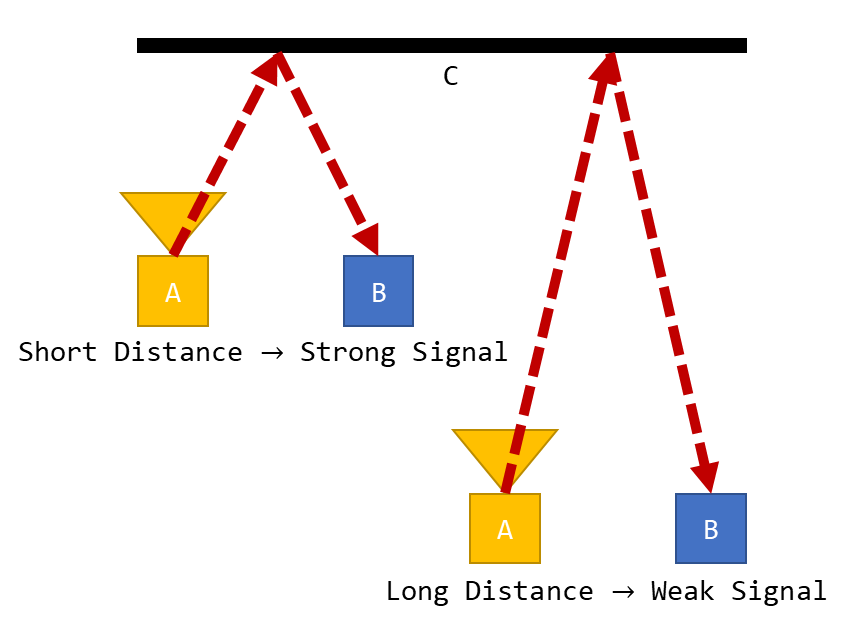 C
A
B
Short Distance → Strong Signal
A
B
Long Distance → Weak Signal